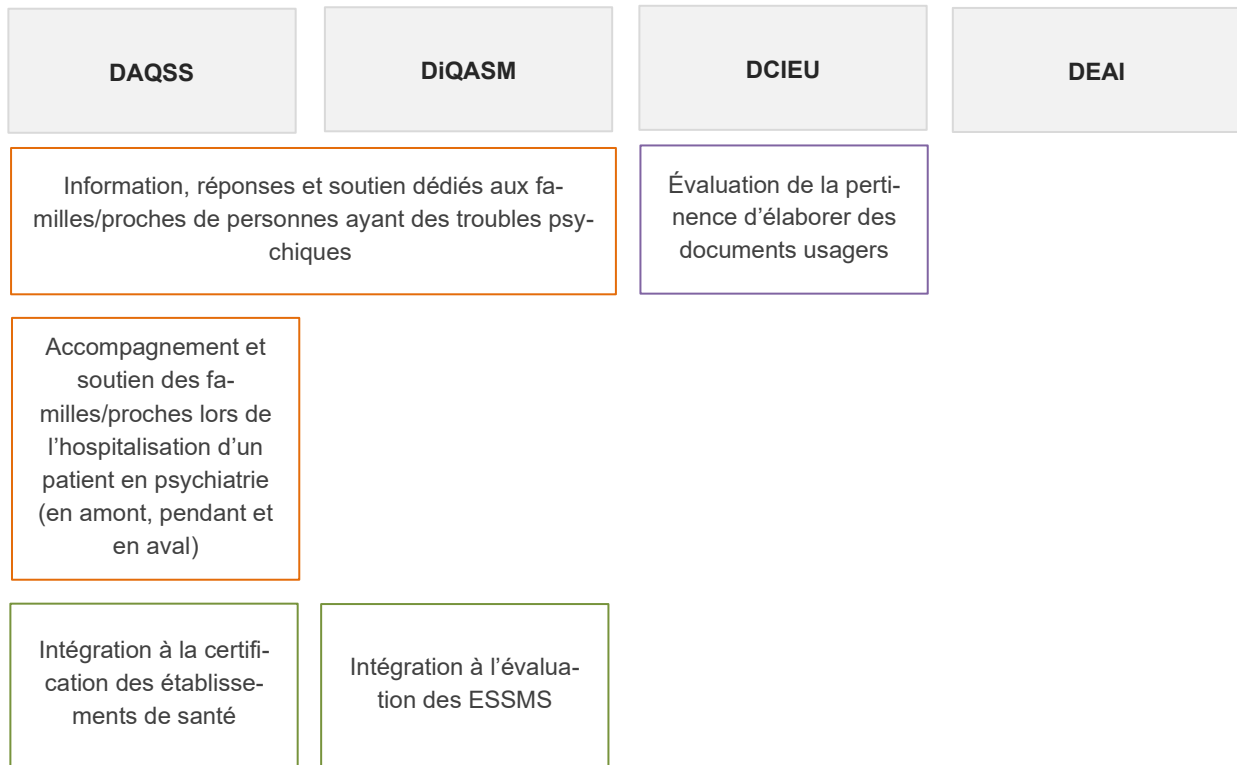 DAQSS
DiQASM
DCIEU
DEAI
Information, réponses et soutien dédiés aux fa-
milles/proches de personnes ayant des troubles psy-
chiques
Évaluation de la perti-
nence d’élaborer des
documents usagers
Accompagnement et
soutien des fa-
milles/proches lors de
l’hospitalisation d’un
patient en psychiatrie
(en amont, pendant et
en aval)
Intégration à la certifi-
cation des établisse-
ments de santé
Intégration à l’évalua-
tion des ESSMS